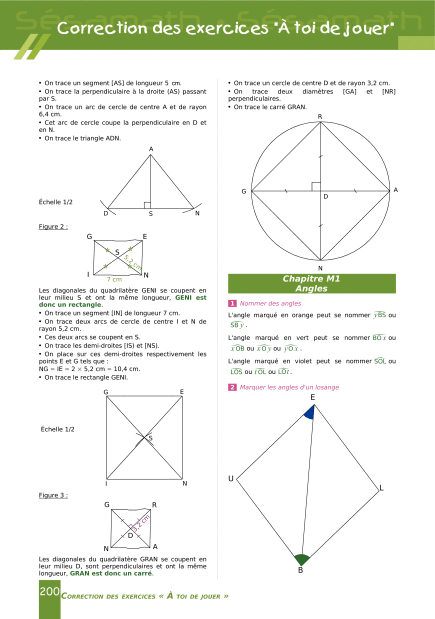 Sésamath Sésamath
Correction des exercices "À toi de jouer"
• On trace un segment [AS] de longueur 5 cm.
• On trace la perpendiculaire à la droite (AS) passant
par S.
• On trace un arc de cercle de centre A et de rayon
6,4 cm.
• Cet arc de cercle coupe la perpendiculaire en D et
en N.
• On trace le triangle ADN.
A
Échelle 1/2
D S N
Figure 2 :
G E
S
5,2 cm
I N
7 cm
Les diagonales du quadrilatère GENI se coupent en
leur milieu S et ont la même longueur, GENI est
donc un rectangle.
• On trace un segment [IN] de longueur 7 cm.
• On trace deux arcs de cercle de centre I et N de
rayon 5,2 cm.
• Ces deux arcs se coupent en S.
• On trace les demi-droites [IS) et [NS).
• On place sur ces demi-droites respectivement les
points E et G tels que :
NG = IE = 2 × 5,2 cm = 10,4 cm.
• On trace le rectangle GENI.
G E
Echelle 1/2
S
I N
Figure 3 :
G R
3,2 cm
D
N A
Les diagonales du quadrilatère GRAN se coupent en
leur milieu D, sont perpendiculaires et ont la même
longueur, GRAN est donc un carré.
• On trace un cercle de centre D et de rayon 3,2 cm.
• On trace deux diamètres [GA] et [NR]
perpendiculaires.
• On trace le carré GRAN.
R
G A
D
N
Chapitre M1
Angles
1 Nommer des angles
L'angle marqué en orange peut se nommer yBS ou
SBy .
L'angle marqué en vert peut se nommer BOx ou
xOB ou xOy ou yOx .
L'angle marqué en violet peut se nommer SOL ou
LOS ou tOL ou LOt.
2 Marquer les angles d'un losange
E
U
L
B
200 CORRECTION DES EXERCICES « À TOI DE JOUER »